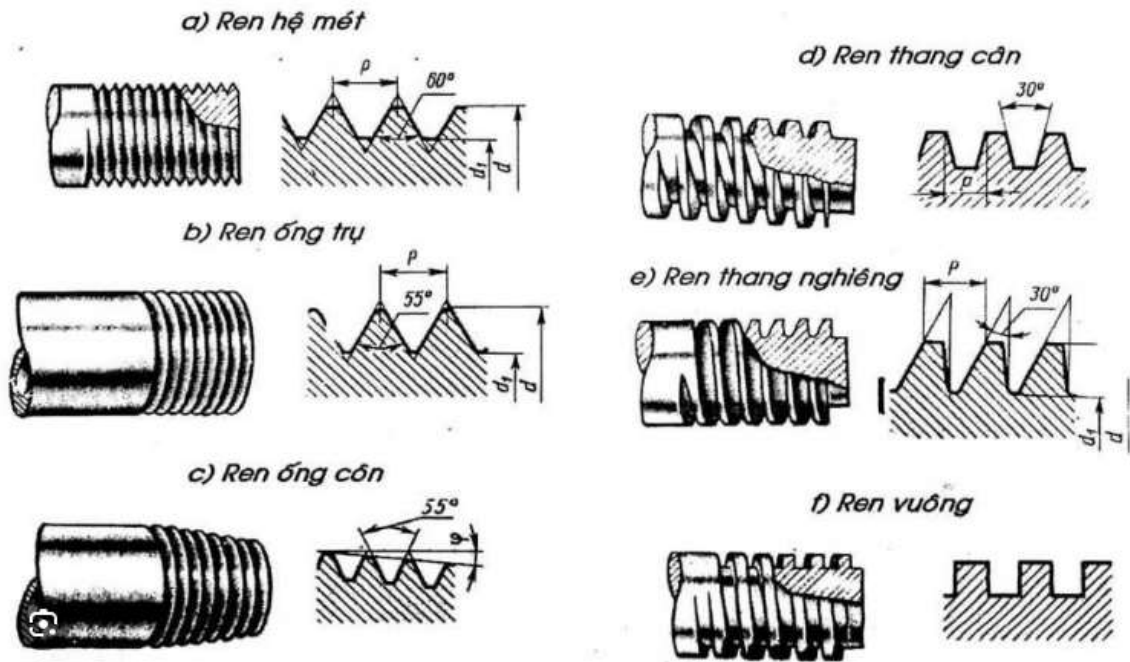 a) Ren hệ mét
P
60°
d₁
d
b) Ren ống trụ
P
55°
d₁
d
c) Ren ống côn
55°
φ
d) Ren thang cân
30°
P
e) Ren thang nghiêng
P
30°
d₁
d
f) Ren vuông